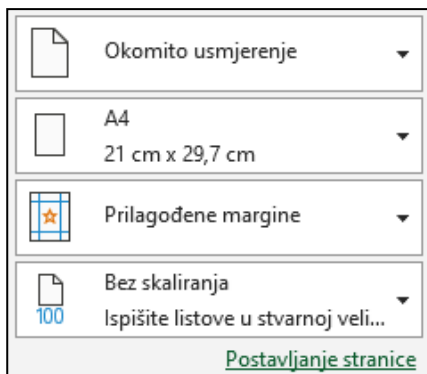 Okomito usmjerenje
A4
21 cm x 29,7 cm
Prilagođene margine
Bez skaliranja
100
Ispišite listove u stvarnoj veli...
Postavljanje stranice